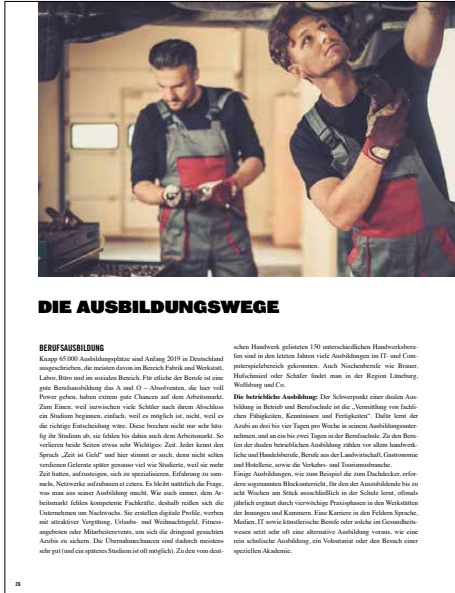 DIE AUSBILDUNGSWEGE
BERUFSAUSBILDUNG
Knapp 65.000 Ausbildungsplätze sind Anfang 2019 in Deutschland
ausgeschrieben, die meisten davon im Bereich Fabrik und Werkstatt,
Labor, Büro und im sozialen Bereich. Für etliche der Berufe ist eine
gute Berufsausbildung das A und O – Absolventen, die hier voll
Power geben, haben extrem gute Chancen auf dem Arbeitsmarkt.
Zum Einen, weil inzwischen viele Schüler nach ihrem Abschluss
ein Studium beginnen, einfach, weil es möglich ist, nicht, weil es
die richtige Entscheidung wäre. Diese brechen nicht nur sehr häu-
fig ihr Studium ab, sie fehlen bis dahin auch dem Arbeitsmarkt. So
verlieren beide Seiten etwas sehr Wichtiges: Zeit. Jeder kennt den
Spruch „Zeit ist Geld“ und hier stimmt er auch, denn nicht selten
verdienen Gelernte später genauso viel wie Studierte, weil sie mehr
Zeit hatten, aufzusteigen, sich zu spezialisieren, Erfahrung zu sam-
meln, Netzwerke aufzubauen et cetera. Es bleibt natürlich die Frage,
was man aus seiner Ausbildung macht. Wie auch immer, dem Ar-
beitsmarkt fehlen kompetente Fachkräfte, deshalb reißen sich die
Unternehmen um Nachwuchs. Sie erstellen digitale Profile, werben
mit attraktiver Vergütung, Urlaubs- und Weihnachtsgeld, Fitness-
angeboten oder Mitarbeiterevents, um sich die dringend gesuchten
Azubis zu sichern. Die Übernahmechancen sind dadurch meistens
sehr gut (und ein späteres Studium ist oft möglich). Zu den vom deut-
schen Handwerk gelisteten 150 unterschiedlichen Handwerksberu-
fen sind in den letzten Jahren viele Ausbildungen im IT- und Com-
puterspielebereich gekommen. Auch Nischenberufe wie Brauer,
Hufschmied oder Schäfer findet man in der Region Lüneburg,
Wolfsburg und Co.
Die betriebliche Ausbildung: Der Schwerpunkt einer dualen Aus-
bildung in Betrieb und Berufsschule ist die „Vermittlung von fachli-
chen Fähigkeiten, Kenntnissen und Fertigkeiten“. Dafür lernt der
Azubi an drei bis vier Tagen pro Woche in seinem Ausbildungsunter-
nehmen, und an ein bis zwei Tagen in der Berufsschule. Zu den Beru-
fen der dualen betrieblichen Ausbildung zählen vor allem handwerk-
liche und Handelsberufe, Berufe aus der Landwirtschaft, Gastronomie
und Hotellerie, sowie die Verkehrs- und Tourismusbranche.
Einige Ausbildungen, wie zum Beispiel die zum Dachdecker, erfor-
dern sogenannten Blockunterricht, für den der Auszubildende bis zu
acht Wochen am Stück ausschließlich in der Schule lernt, oftmals
jährlich ergänzt durch vierwöchige Praxisphasen in den Werkstätten
der Innungen und Kammern. Eine Karriere in den Feldern Sprache,
Medien, IT sowie künstlerische Berufe oder solche im Gesundheits-
wesen setzt sehr oft eine alternative Ausbildung voraus, wie eine
rein schulische Ausbildung, ein Volontariat oder den Besuch einer
speziellen Akademie.
26